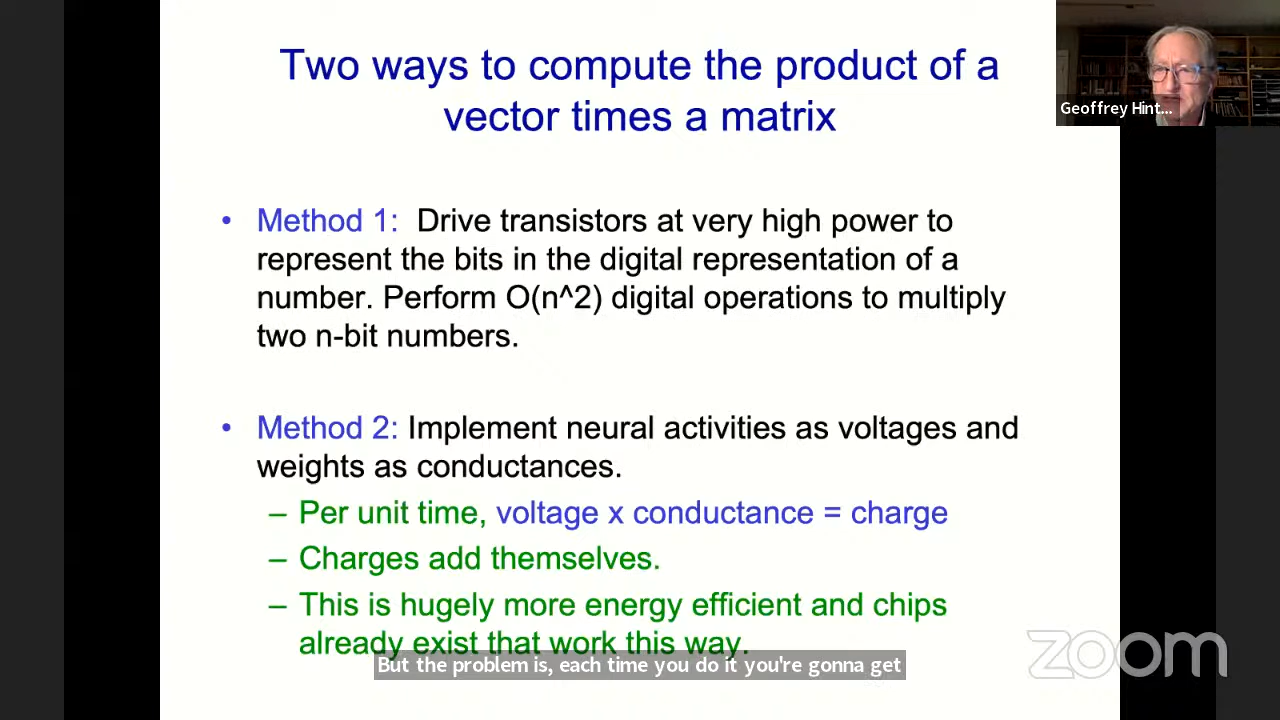 Two ways to compute the product of a
vector times a matrix
Geoffrey Hint...
• Method 1: Drive transistors at very high power to
represent the bits in the digital representation of a
number. Perform O(n^2) digital operations to multiply
two n-bit numbers.
• Method 2: Implement neural activities as voltages and
weights as conductances.
– Per unit time, voltage x conductance = charge
– Charges add themselves.
– This is hugely more energy efficient and chips
already exist that work this way.
But the problem is, each time you do it you're gonna get
zoom